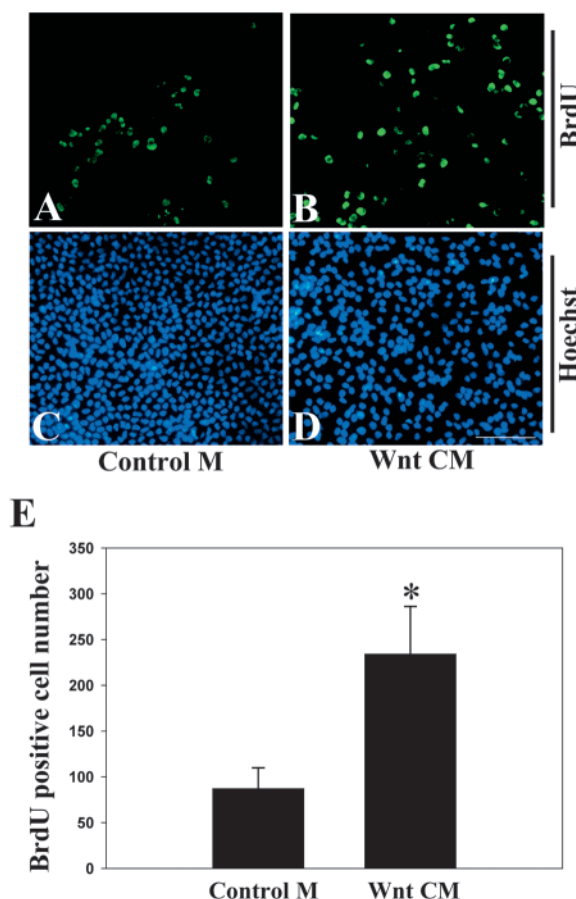 A
B
BrdU
C
D
Hoechst
Control M
Wnt CM
E
BrdU positive cell number
350
300
250
200
150
100
50
0
*
Control M
Wnt CM